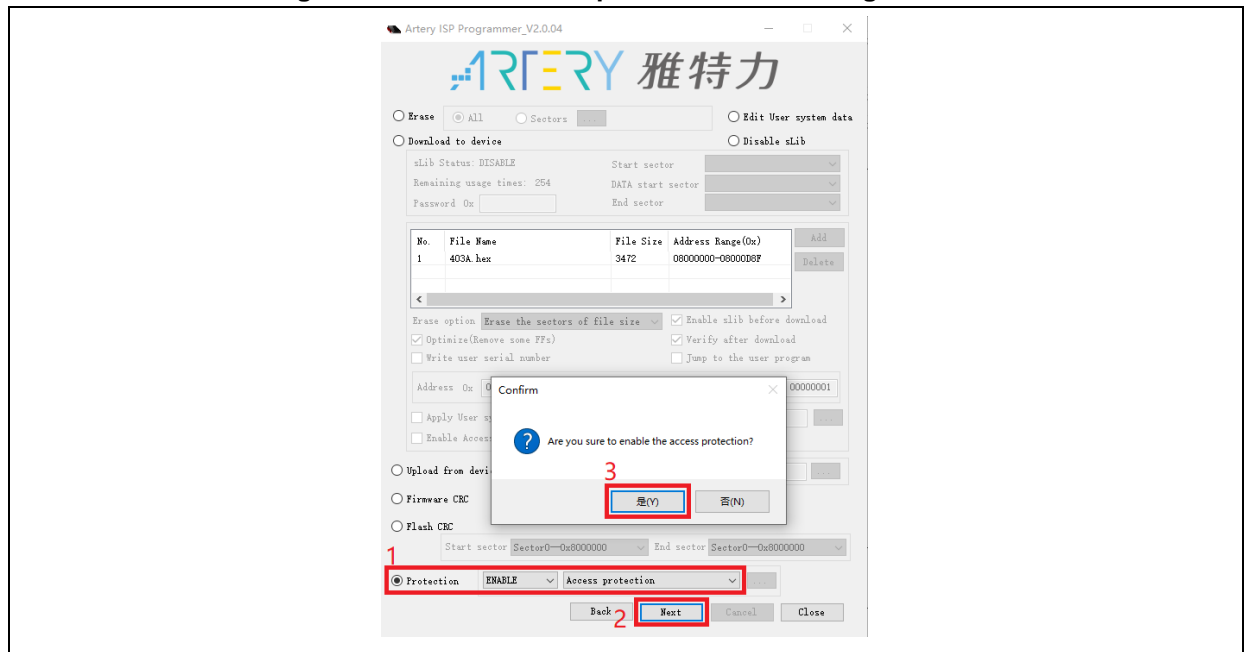 Artery ISP Programmer_V2.0.04
ARTERY 雅特力
Erase All Sectors ... Edit User system data
Download to device Disable sLib
sLib Status: DISABLE Start sector
Remaining usage times: 254 DATA start sector
Password 0x End sector
No. File Name File Size Address Range(0x) Add
1 403A.hex 3472 08000000-08000D8F Delete
Erase option Erase the sectors of file size Enable slib before download
Optimize(Remove some FFs) Verify after download
Write user serial number Jump to the user program
Address 0x 0 00000001
Confirm
Apply User sy ...
Enable Acces
Are you sure to enable the access protection?
Upload from devi ...
3
Firmware CRC 是(Y) 否(N)
Flash CRC
Start sector Sector0—0x8000000 End sector Sector0—0x8000000
1
Protection ENABLE Access protection ...
Back 2 Next Cancel Close